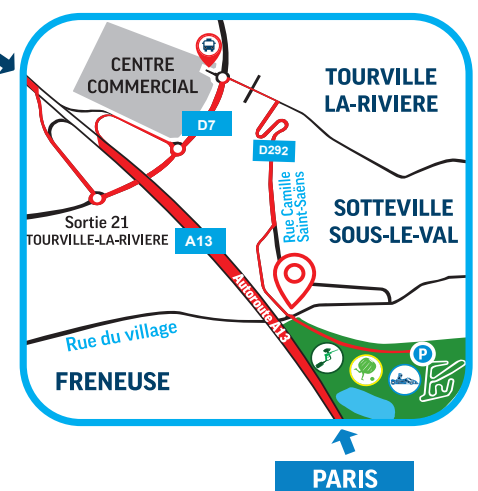 CENTRE
COMMERCIAL
TOURVILLE
LA-RIVIERE
D7
D292
Rue Camille
Saint-Saëns
SOTTEVILLE
SOUS-LE-VAL
Sortie 21
TOURVILLE-LA-RIVIERE
A13
Autoroute A13
Rue du village
P
FRENEUSE
PARIS